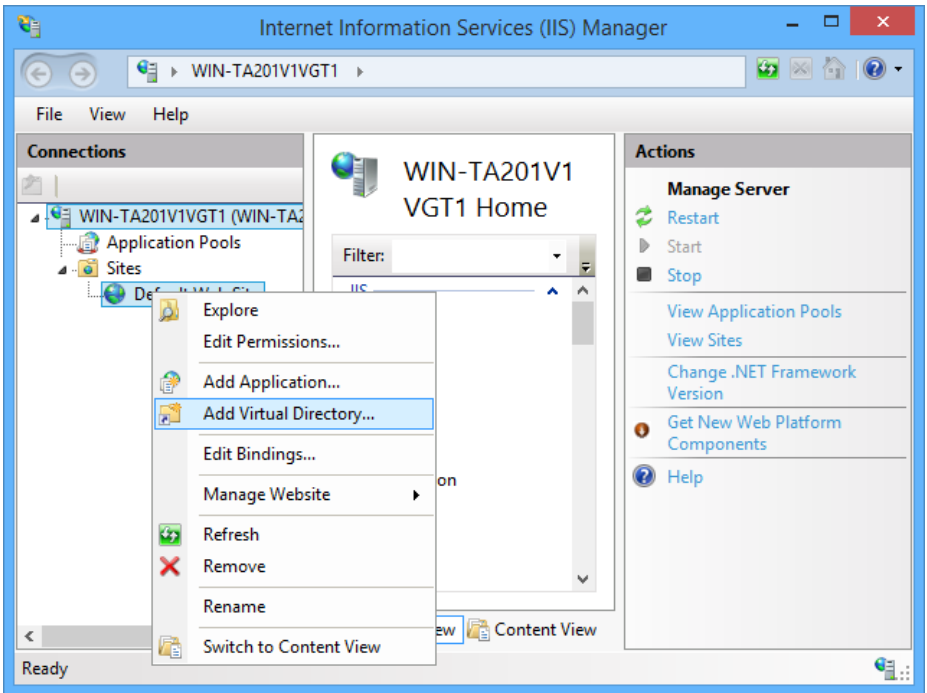 Internet Information Services (IIS) Manager
WIN-TA201V1VGT1
File View Help
Connections
WIN-TA201V1VGT1 (WIN-TA2
Application Pools
Sites
Explore
Edit Permissions...
Add Application...
Add Virtual Directory...
Edit Bindings...
Manage Website
Refresh
Remove
Rename
Switch to Content View
WIN-TA201V1
VGT1 Home
Filter:
IIS
on
ew Content View
Actions
Manage Server
Restart
Start
Stop
View Application Pools
View Sites
Change .NET Framework
Version
Get New Web Platform
Components
Help
Ready